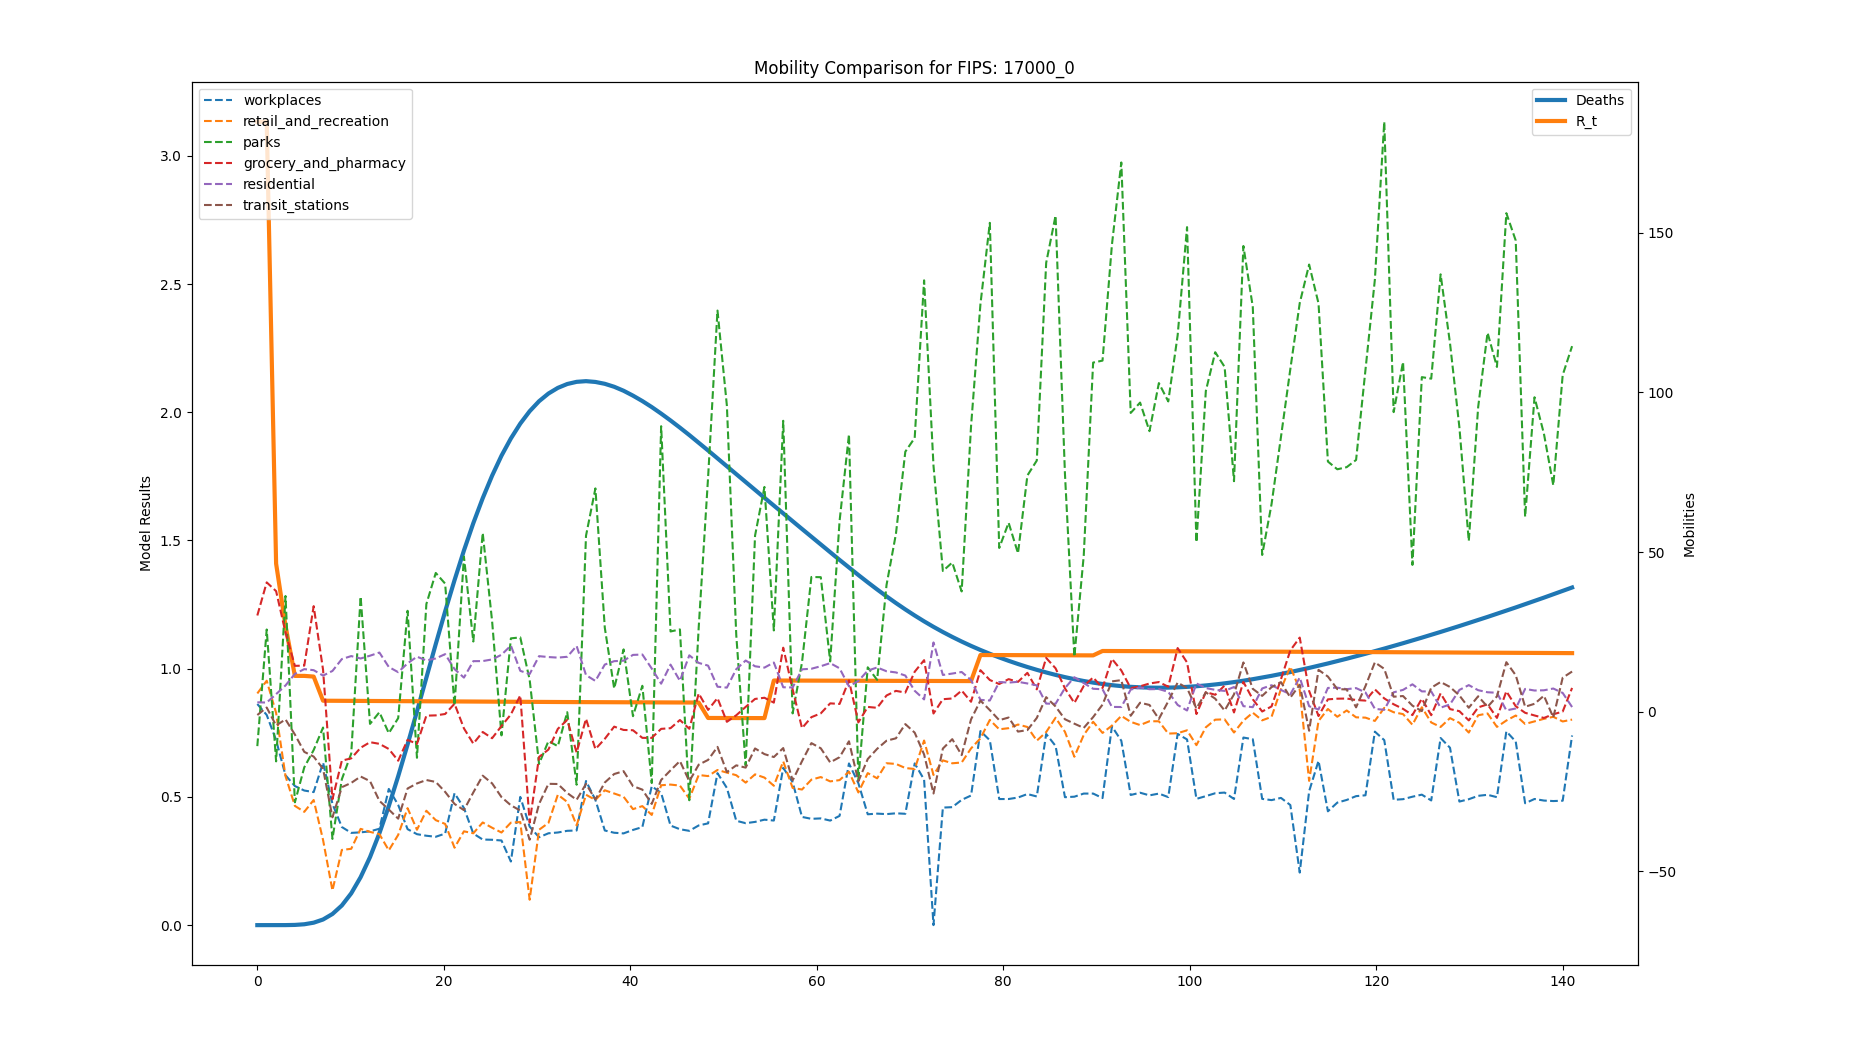 Mobility Comparison for FIPS: 17000_0
workplaces
retail_and_recreation
parks
grocery_and_pharmacy
residential
transit_stations
Deaths
R_t
Model Results
3.0
2.5
2.0
1.5
1.0
0.5
0.0
Mobilities
150
100
50
0
−50
0
20
40
60
80
100
120
140